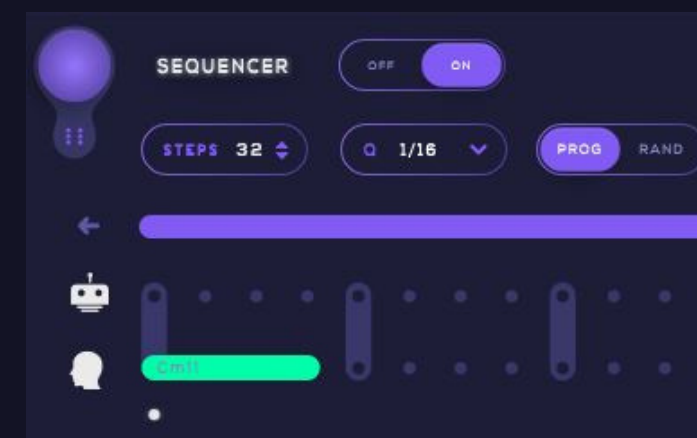 SEQUENCER OFF ON
STEPS 32 Q 1/16 PROG RAND
Cm11